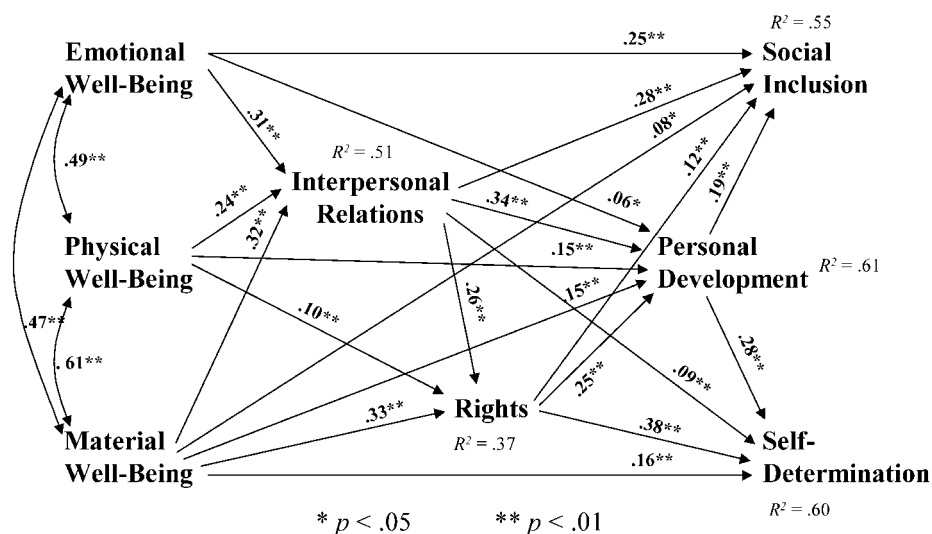 R² = .55
Emotional
Well-Being
.25**
Social
Inclusion
.31**
.28**
.08*
.49**
R² = .51
.12**
Interpersonal
Relations
.24**
.32**
.34**
.06*
.19**
Physical
Well-Being
.15**
Personal
Development
R² = .61
.15**
.26**
.10**
.47**
.61**
.28**
.25**
.09**
.33**
Rights
R² = .37
.38**
Material
Well-Being
.16**
Self-
Determination
R² = .60
* p < .05
** p < .01